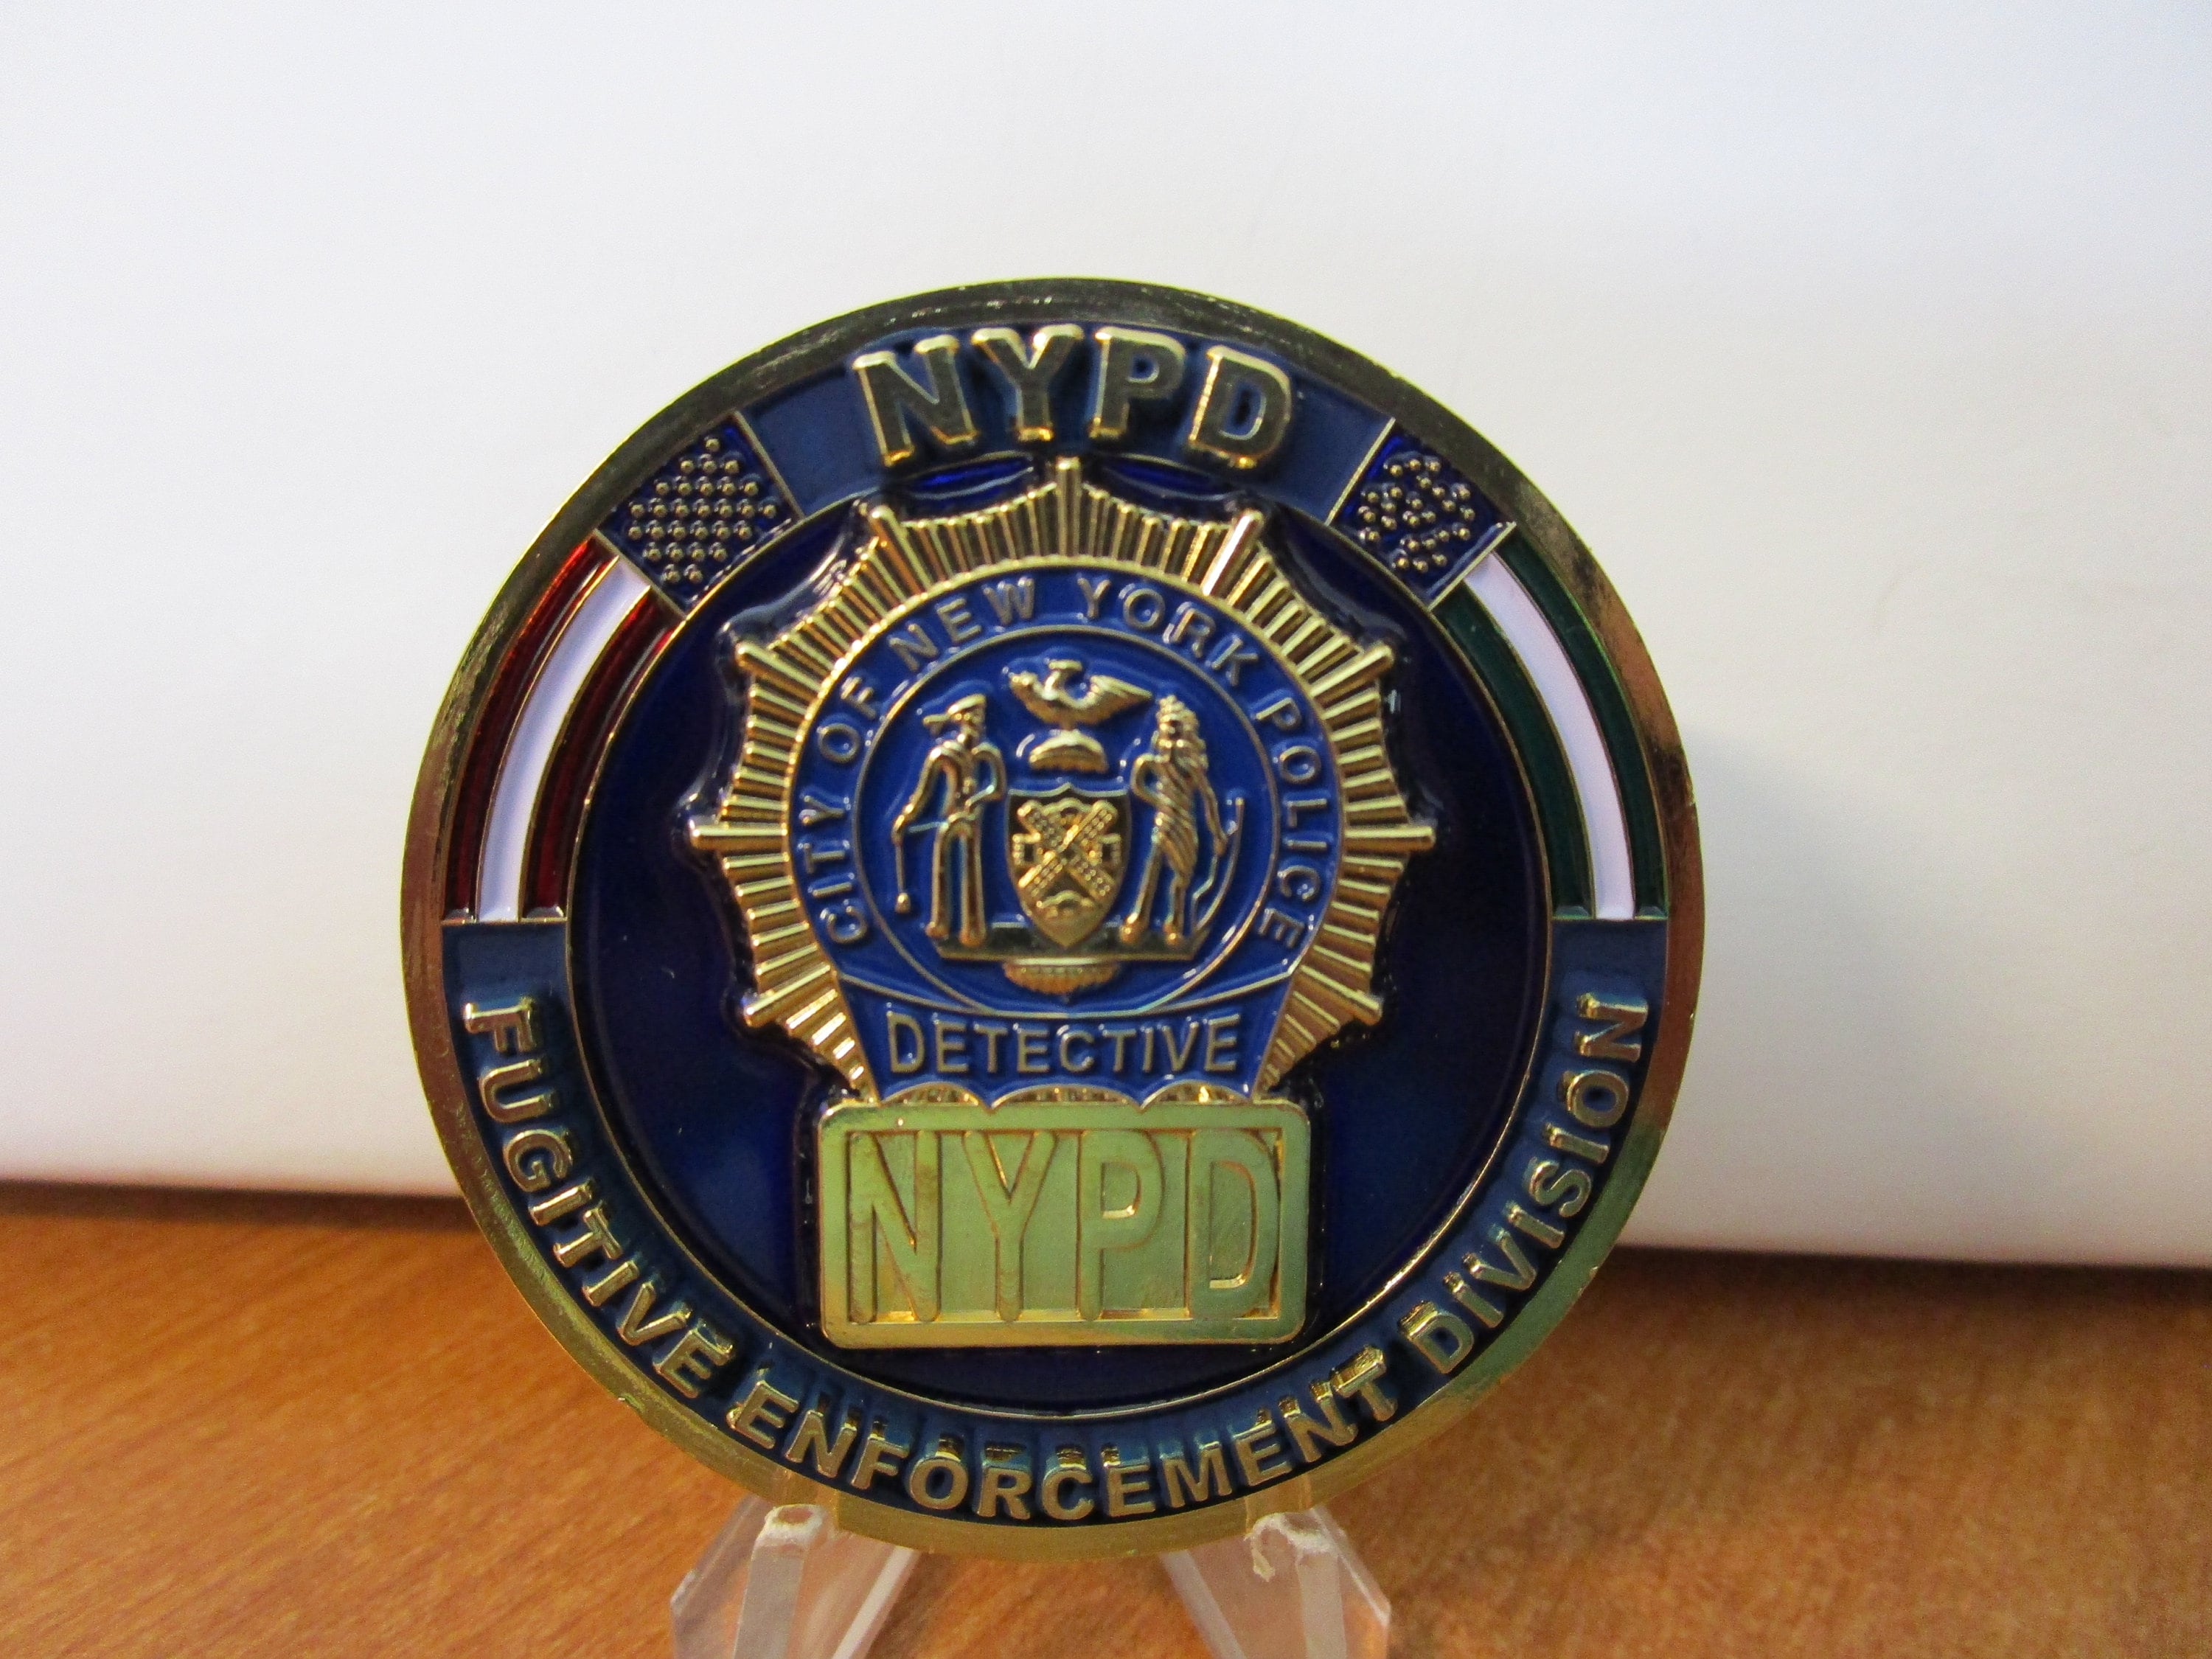 NYPD
CITY OF NEW YORK POLICE
DETECTIVE
NYPD
FUGITIVE ENFORCEMENT DIVISION